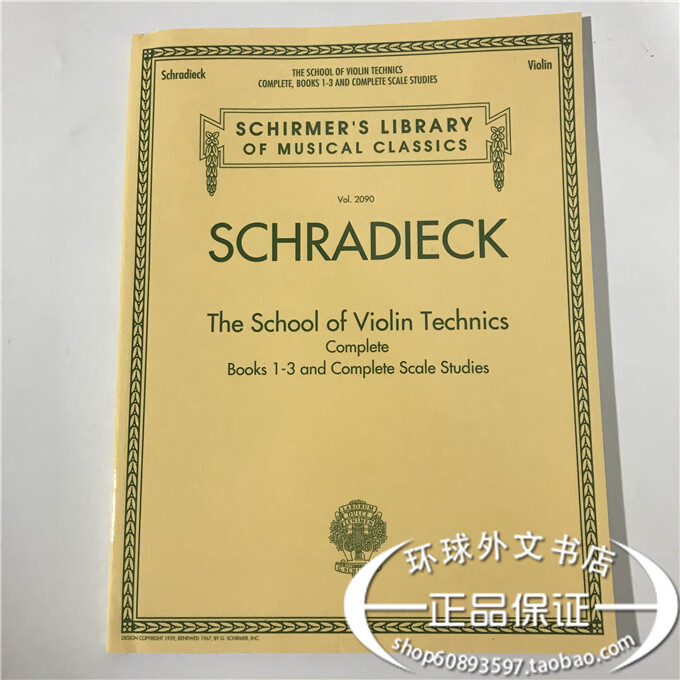 Schradieck
THE SCHOOL OF VIOLIN TECHNICS
COMPLETE, BOOKS 1-3 AND COMPLETE SCALE STUDIES
Violin
SCHIRMER'S LIBRARY
OF MUSICAL CLASSICS
Vol. 2090
SCHRADIECK
The School of Violin Technics
Complete
Books 1-3 and Complete Scale Studies
LABORUM
DULCE
LENIMEN
DESIGN COPYRIGHT 1939, RENEWED 1967, BY G. SCHIRMER, INC.
环球外文书店
正品保证
shop60893597.taobao.com